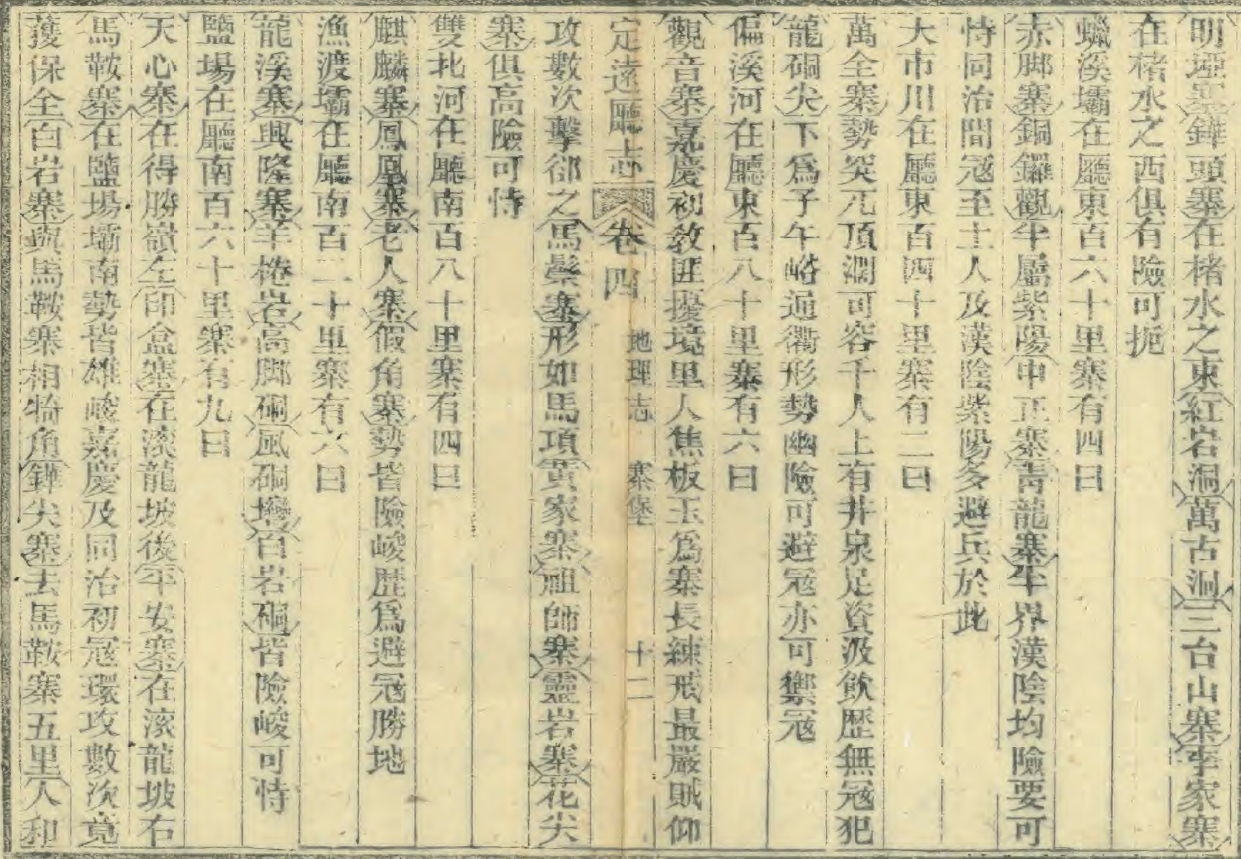 明埡寨鏵頭寨在楮水之東紅岩洞萬古洞三台山寨李家寨
在楮水之西俱有險可扼
蠟溪壩在廳東百六十里寨有四曰
赤脚寨銅鑼觀半屬紫陽中正寨青龍寨半界漢陰均險要可
恃同治間寇至土人及漢陰紫陽多避兵於此
大市川在廳東百四十里寨有二曰
萬全寨勢突兀頂濶可容千人上有井泉足資汲飲歷無寇犯
龍硐尖下爲子午峪通衢形勢幽險可避寇亦可禦寇
偏溪河在廳東百八十里寨有六曰
觀音寨嘉慶初教匪擾境里人焦板玉爲寨長練戒最嚴賊仰
定遠廳志 卷四 地理志 寨堡 十二
攻數次擊郤之馬鬃寨形如馬項黃家寨祖師寨靈岩寨花尖
寨俱高險可恃
雙北河在廳南百八十里寨有四曰
麒麟寨鳳凰寨老人寨假角寨勢皆險峻歷爲避寇勝地
漁渡壩在廳南百二十里寨有六曰
龍溪寨興隆寨羊棬岩高脚硐風硐埡白岩硐皆險峻可恃
鹽場在廳南百六十里寨有九曰
天心寨在得勝嶺左印盒寨在滚龍坡後平安寨在滚龍坡右
馬鞍寨在鹽場壩南勢皆雄峻嘉慶及同治初寇環攻數次竟
獲保全白岩寨與馬鞍寨相犄角鏵尖寨去馬鞍寨五里人和